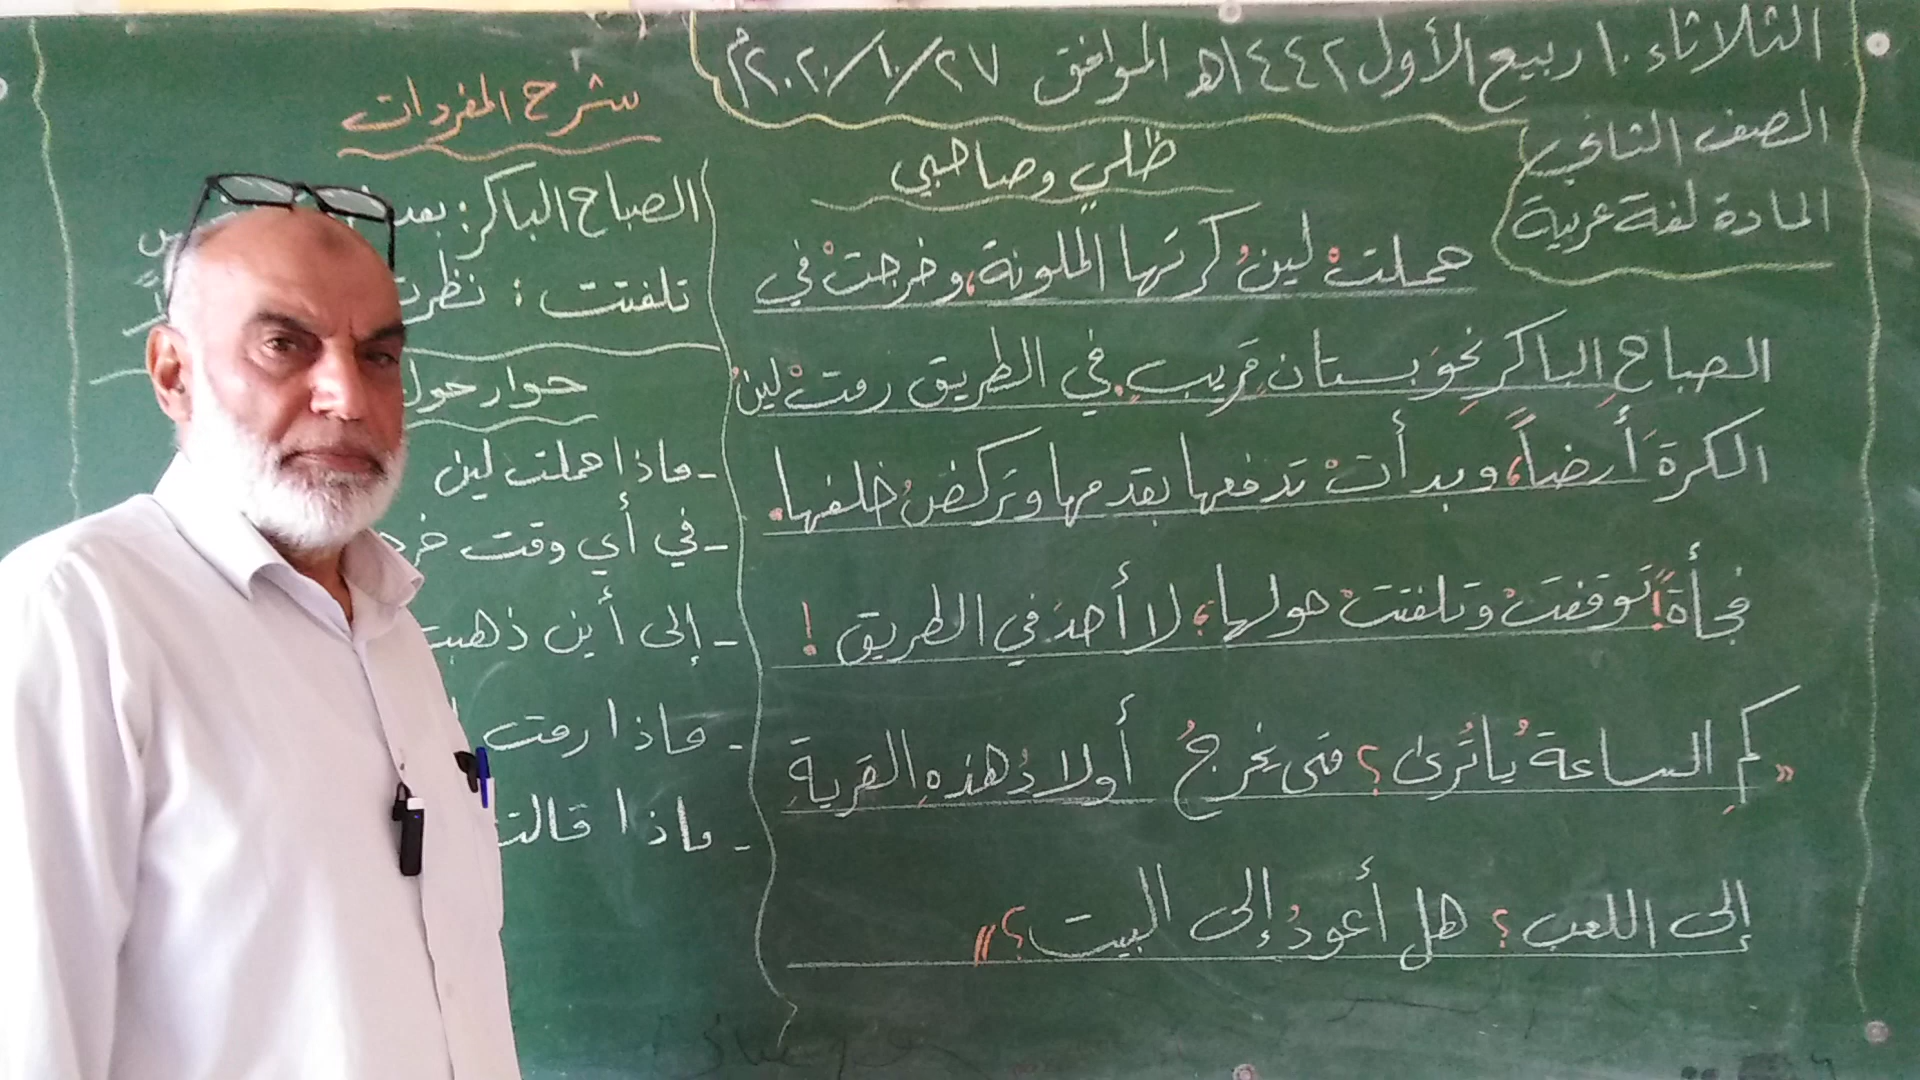 الثلاثاء ١٠ ربيع الأول ١٤٤٢هـ الموافق ٢٧/١٠/٢٠٢٠م
الصف الثاني
المادة لغة عربية
ظلي وصاحبي
حملتْ لينُ كرتها الملونة، وخرجتْ في
الصباحِ الباكرِ نحوَ بستان قريبٍ. في الطريق رمتْ لينُ
الكرةَ أرضاً، وبدأتْ تدفعها بقدمها وتركضُ خلفها.
فجأةً! توقفتْ وتلفتتْ حولها؛ لا أحدَ في الطريق !
«كمِ الساعةُ ياتُرى؟ متى يخرجُ أولادُ هذهِ القريةِ
إلى اللعب؟ هل أعودُ إلى البيت؟»
شرح المفردات
الصباح الباكر: بعد
تلفتت : نظرت
حوار حول
- ماذا حملت لين
- في أي وقت
- إلى أين ذهبت
- ماذا رمت
- ماذا قالت